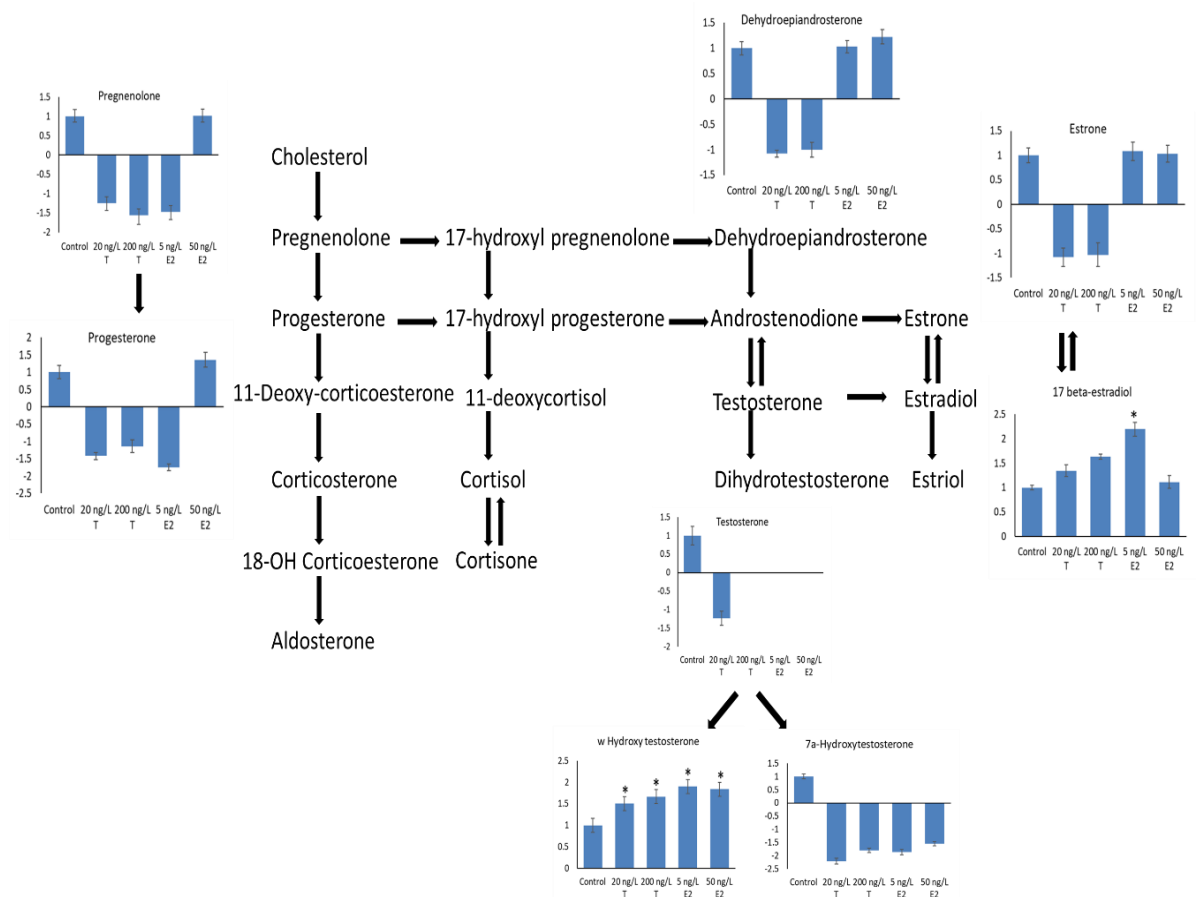 Dehydroepiandrosterone
1.5
1
0.5
0
-0.5
-1
-1.5
Control 20 ng/L 200 ng/L 5 ng/L 50 ng/L
T T E2 E2
Pregnenolone
1.5
1
0.5
0
-0.5
-1
-1.5
-2
Control 20 ng/L 200 ng/L 5 ng/L 50 ng/L
T T E2 E2
Estrone
1.5
1
0.5
0
-0.5
-1
-1.5
Control 20 ng/L 200 ng/L 5 ng/L 50 ng/L
T T E2 E2
Cholesterol
Pregnenolone 17-hydroxyl pregnenolone Dehydroepiandrosterone
Progesterone 17-hydroxyl progesterone Androstenodione Estrone
11-Deoxy-corticoesterone 11-deoxycortisol Testosterone Estradiol
Corticosterone Cortisol Dihydrotestosterone Estriol
18-OH Corticoesterone Cortisone
Aldosterone
Progesterone
2
1.5
1
0.5
0
-0.5
-1
-1.5
-2
-2.5
Control 20 ng/L 200 ng/L 5 ng/L 50 ng/L
T T E2 E2
17 beta-estradiol
2.5
*
2
1.5
1
0.5
0
Control 20 ng/L 200 ng/L 5 ng/L 50 ng/L
T T E2 E2
Testosterone
1.5
1
0.5
0
-0.5
-1
-1.5
-2
Control 20 ng/L 200 ng/L 5 ng/L 50 ng/L
T T E2 E2
w Hydroxy testosterone
2.5
* * * *
2
1.5
1
0.5
0
Control 20 ng/L 200 ng/L 5 ng/L 50 ng/L
T T E2 E2
7a-Hydroxytestosterone
1.5
1
0.5
0
-0.5
-1
-1.5
-2
-2.5
Control 20 ng/L 200 ng/L 5 ng/L 50 ng/L
T T E2 E2